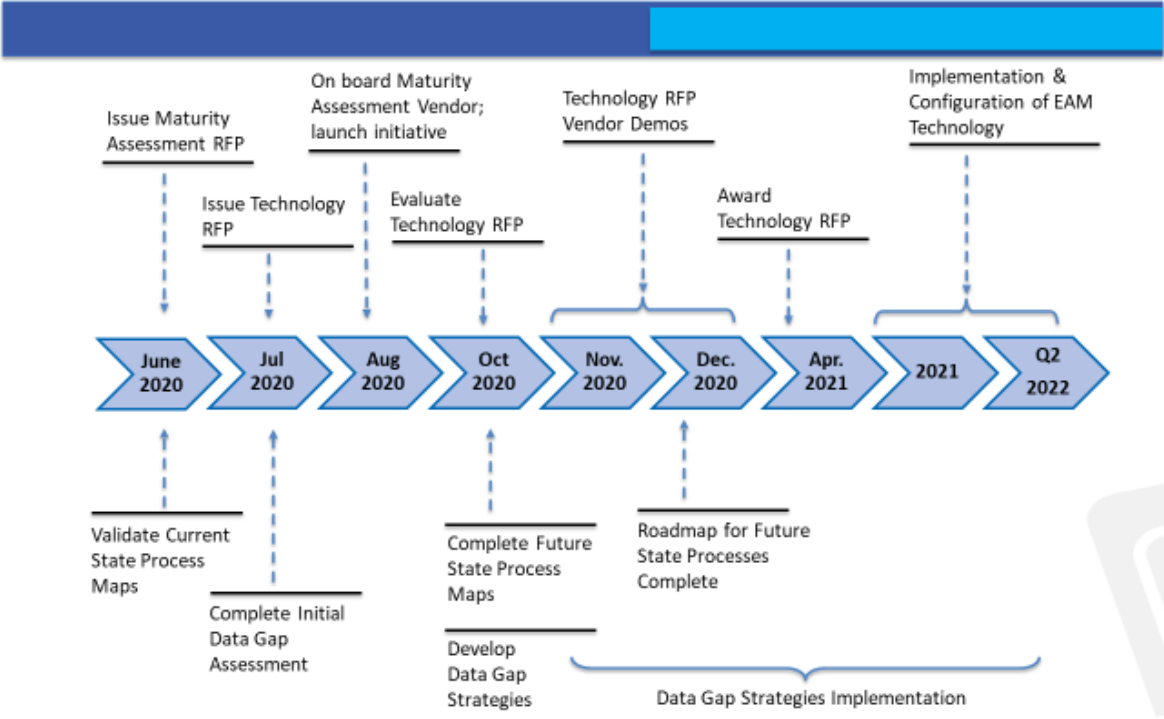 Issue Maturity
Assessment RFP
Issue Technology
RFP
On board Maturity
Assessment Vendor;
launch initiative
Evaluate
Technology RFP
Technology RFP
Vendor Demos
Award
Technology RFP
Implementation &
Configuration of EAM
Technology
June
2020
Jul
2020
Aug
2020
Oct
2020
Nov.
2020
Dec.
2020
Apr.
2021
2021
Q2
2022
Validate Current
State Process
Maps
Complete Initial
Data Gap
Assessment
Complete Future
State Process
Maps
Develop
Data Gap
Strategies
Roadmap for Future
State Processes
Complete
Data Gap Strategies Implementation